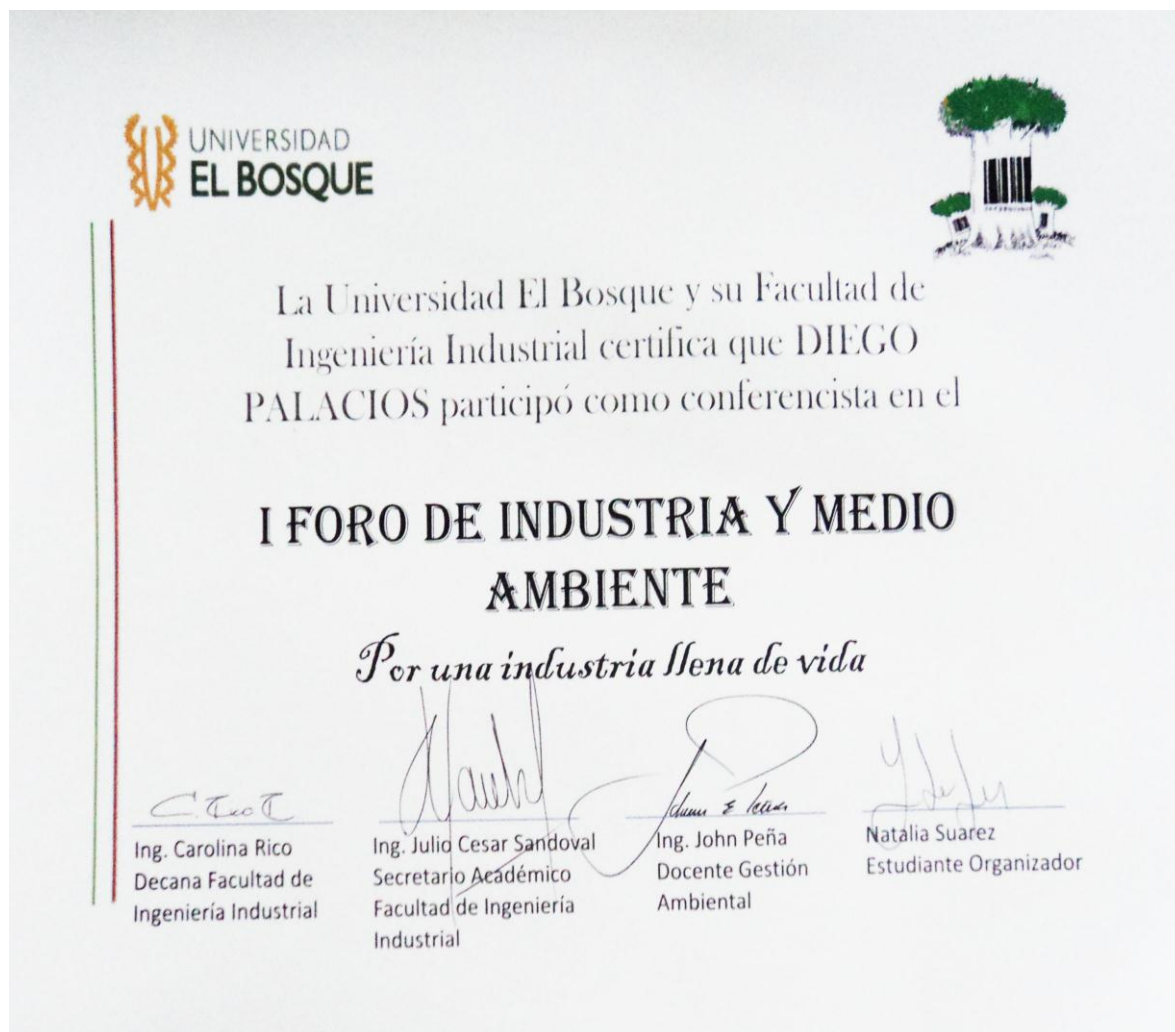 UNIVERSIDAD
EL BOSQUE
La Universidad El Bosque y su Facultad de
Ingeniería Industrial certifica que DIEGO
PALACIOS participó como conferencista en el
I FORO DE INDUSTRIA Y MEDIO
AMBIENTE
Por una industria llena de vida
Ing. Carolina Rico
Decana Facultad de
Ingeniería Industrial
Ing. Julio Cesar Sandoval
Secretario Académico
Facultad de Ingeniería
Industrial
Ing. John Peña
Docente Gestión
Ambiental
Natalia Suarez
Estudiante Organizador